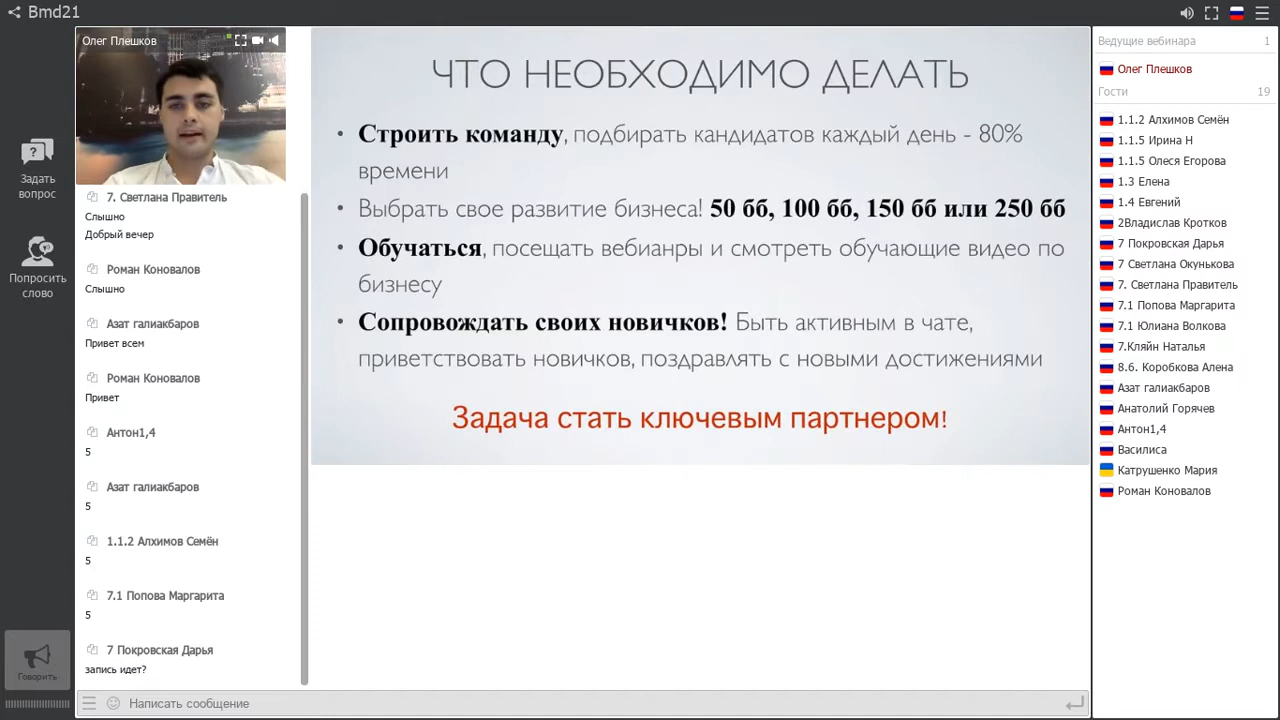 Bmd21
Олег Плешков
Задать
вопрос
Попросить
слово
Говорить
7. Светлана Правитель
Слышно
Добрый вечер
Роман Коновалов
Слышно
Азат галиакбаров
Привет всем
Роман Коновалов
Привет
Антон1,4
5
Азат галиакбаров
5
1.1.2 Алхимов Семён
5
7.1 Попова Маргарита
5
7 Покровская Дарья
запись идет?
Написать сообщение
ЧТО НЕОБХОДИМО ДЕЛАТЬ
• Строить команду, подбирать кандидатов каждый день - 80%
времени
• Выбрать свое развитие бизнеса! 50 бб, 100 бб, 150 бб или 250 бб
• Обучаться, посещать вебианры и смотреть обучающие видео по
бизнесу
• Сопровождать своих новичков! Быть активным в чате,
приветствовать новичков, поздравлять с новыми достижениями
Задача стать ключевым партнером!
Ведущие вебинара 1
Олег Плешков
Гости 19
1.1.2 Алхимов Семён
1.1.5 Ирина Н
1.1.5 Олеся Егорова
1.3 Елена
1.4 Евгений
2Владислав Кротков
7 Покровская Дарья
7 Светлана Окунькова
7. Светлана Правитель
7.1 Попова Маргарита
7.1 Юлиана Волкова
7.Кляйн Наталья
8.6. Коробкова Алена
Азат галиакбаров
Анатолий Горячев
Антон1,4
Василиса
Катрушенко Мария
Роман Коновалов